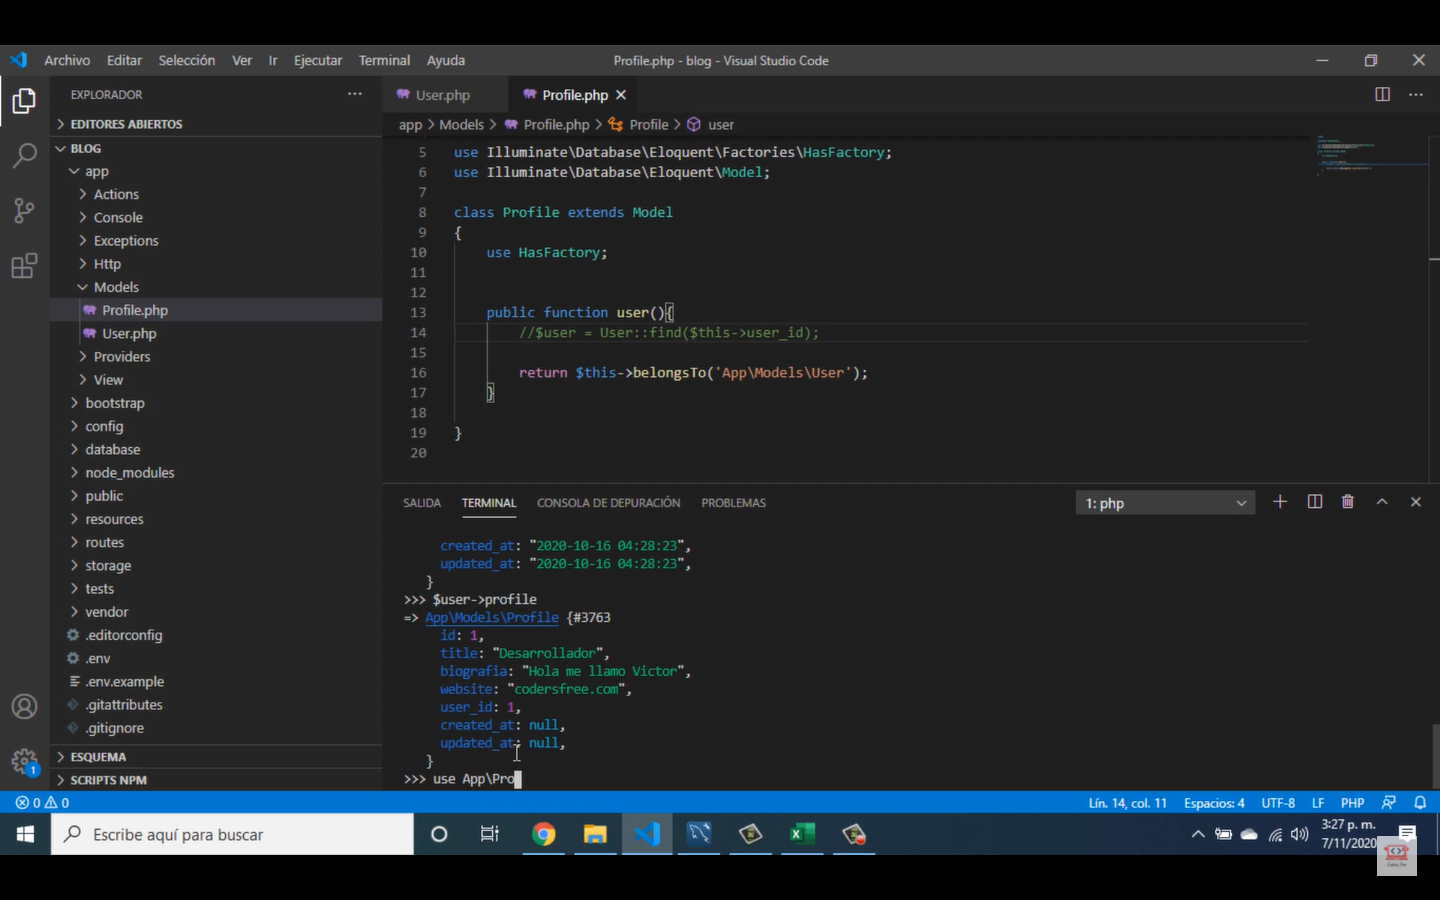 Archivo Editar Selección Ver Ir Ejecutar Terminal Ayuda Profile.php - blog - Visual Studio Code
EXPLORADOR
EDITORES ABIERTOS
BLOG
app
Actions
Console
Exceptions
Http
Models
Profile.php
User.php
Providers
View
bootstrap
config
database
node_modules
public
resources
routes
storage
tests
vendor
.editorconfig
.env
.env.example
.gitattributes
.gitignore
ESQUEMA
SCRIPTS NPM
User.php Profile.php
app > Models > Profile.php > Profile > user
5 use Illuminate\Database\Eloquent\Factories\HasFactory;
6 use Illuminate\Database\Eloquent\Model;
7
8 class Profile extends Model
9 {
10 use HasFactory;
11
12
13 public function user(){
14 //$user = User::find($this->user_id);
15
16 return $this->belongsTo('App\Models\User');
17 }
18
19 }
20
SALIDA TERMINAL CONSOLA DE DEPURACIÓN PROBLEMAS 1: php
created_at: "2020-10-16 04:28:23",
updated_at: "2020-10-16 04:28:23",
}
>>> $user->profile
=> App\Models\Profile {#3763
id: 1,
title: "Desarrollador",
biografia: "Hola me llamo Victor",
website: "codersfree.com",
user_id: 1,
created_at: null,
updated_at: null,
}
>>> use App\Pro
1
0 0 Lín. 14, col. 11 Espacios: 4 UTF-8 LF PHP
Escribe aquí para buscar
3:27 p. m.
7/11/2020